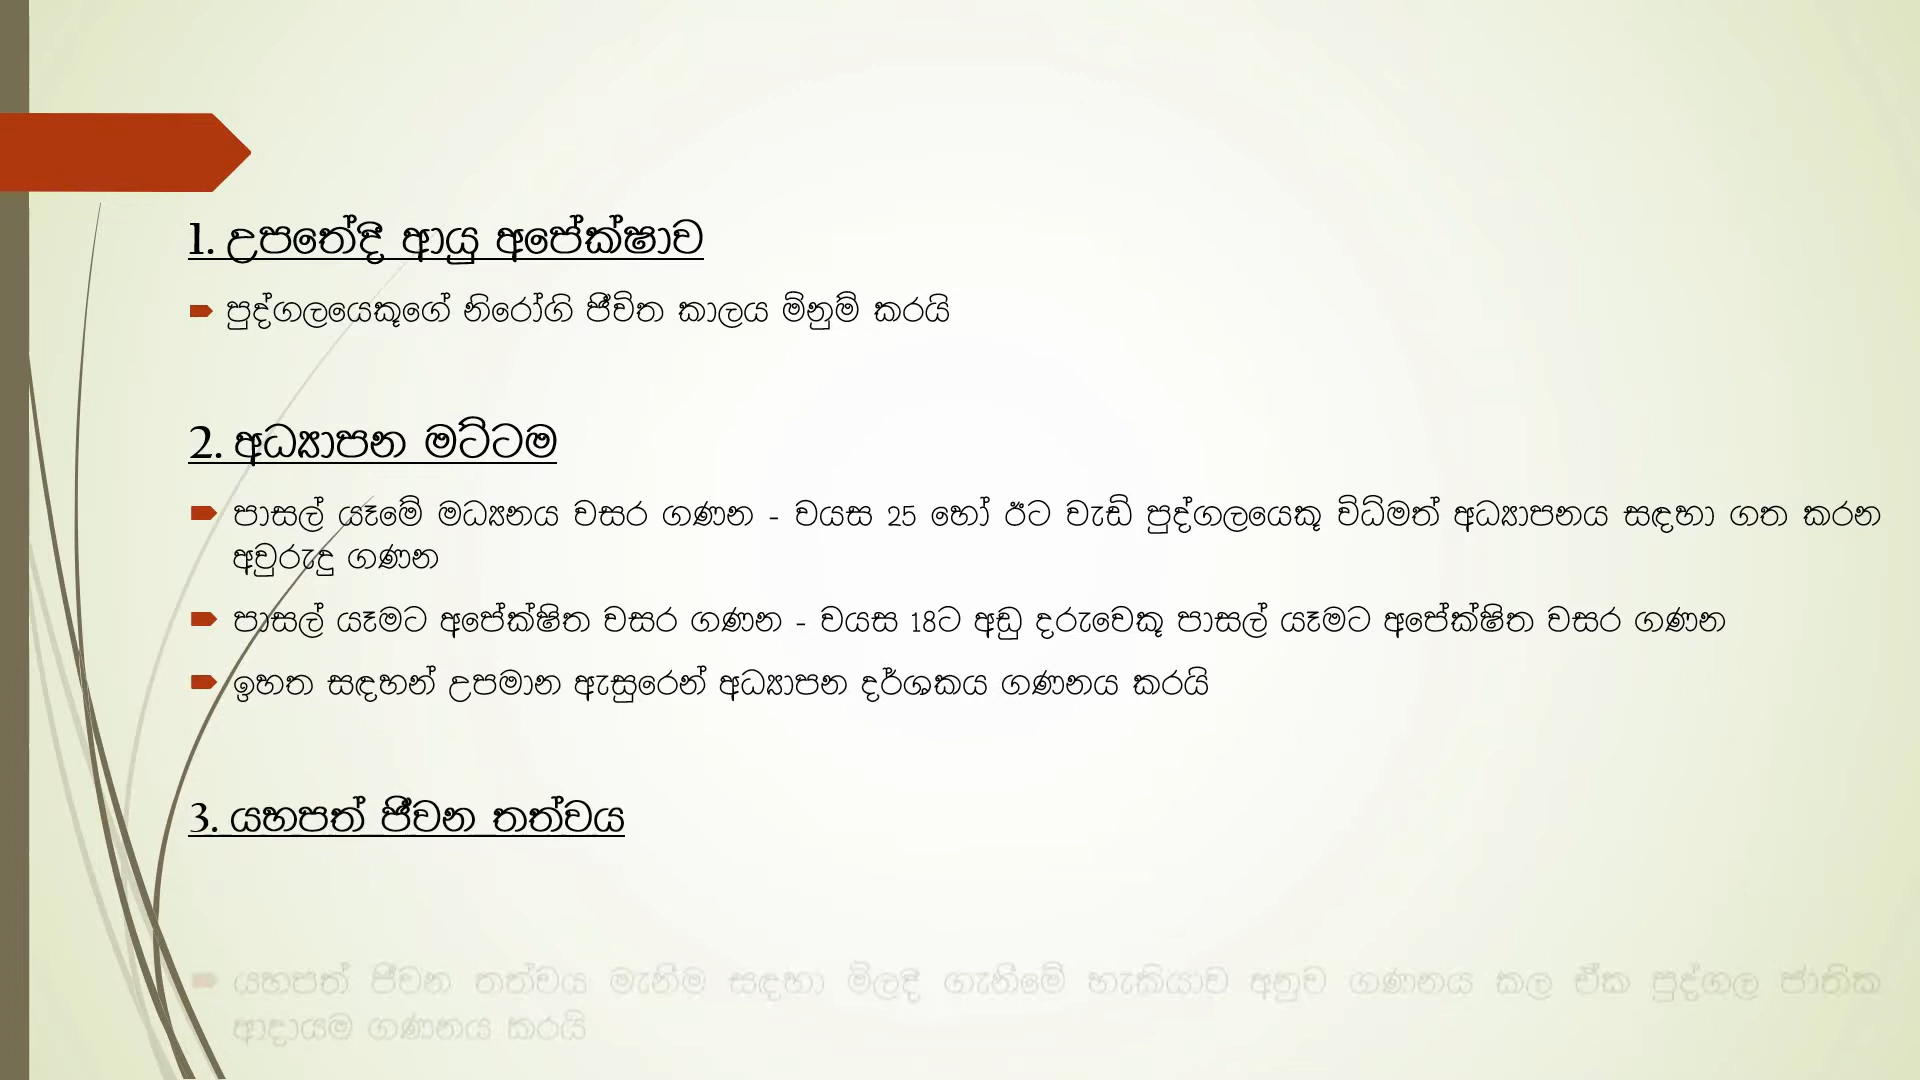 1. උපතේදී ආයු අපේක්ෂාව
පුද්ගලයෙකුගේ නිරෝගි ජීවිත කාලය මිනුම් කරයි
2. අධ්‍යාපන මට්ටම
පාසල් යෑමේ මධ්‍යනය වසර ගණන - වයස 25 හෝ ඊට වැඩි පුද්ගලයෙකු විධිමත් අධ්‍යාපනය සඳහා ගත කරන
අවුරුදු ගණන
පාසල් යෑමට අපේක්ෂිත වසර ගණන - වයස 18ට අඩු දරුවෙකු පාසල් යෑමට අපේක්ෂිත වසර ගණන
ඉහත සඳහන් උපමාන ඇසුරෙන් අධ්‍යාපන දර්ශකය ගණනය කරයි
3. යහපත් ජීවන තත්වය
යහපත් ජීවන තත්වය මැනීම සඳහා මිලදී ගැනීමේ හැකියාව අනුව ගණනය කල ඒක පුද්ගල ජාතික
ආදායම ගණනය කරයි